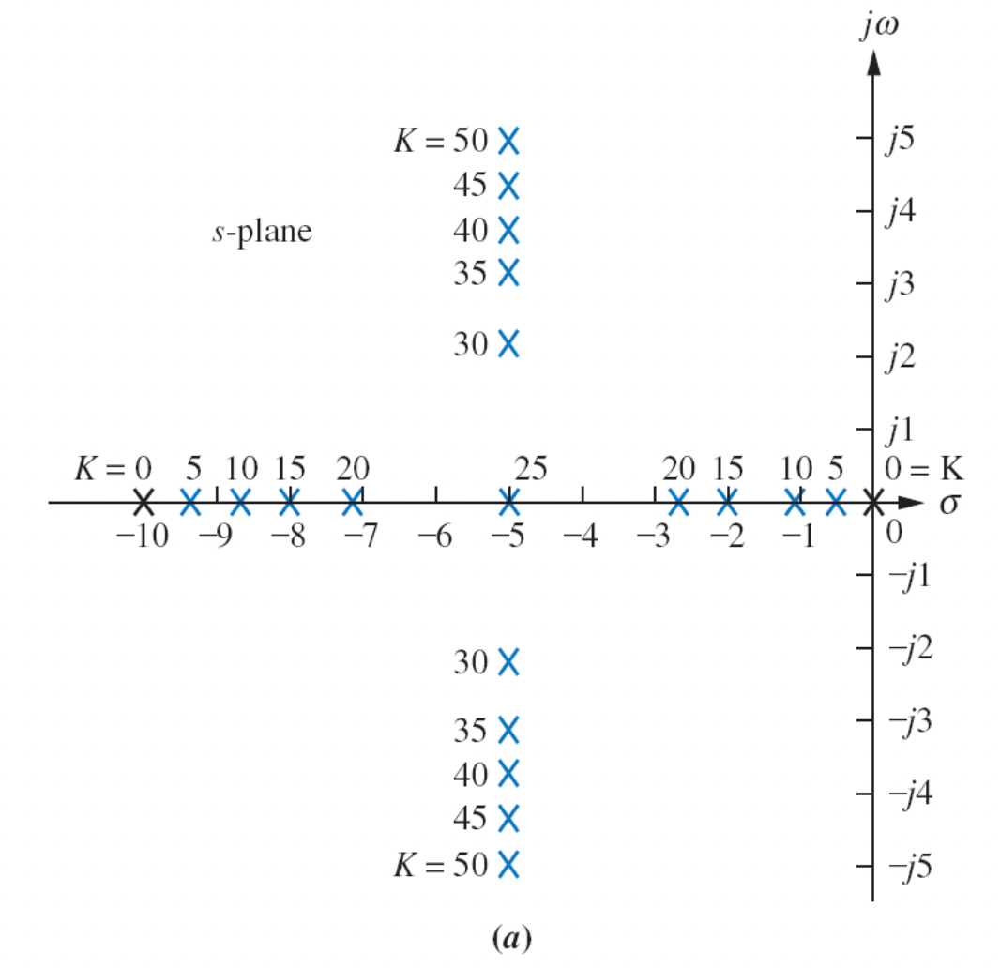 jω
K = 50
j5
45
j4
s-plane
40
35
j3
30
j2
j1
K = 0 5 10 15 20 25 20 15 10 5 0 = K
σ
−10 −9 −8 −7 −6 −5 −4 −3 −2 −1 0
−j1
30
−j2
35
−j3
40
−j4
45
K = 50
−j5
(a)